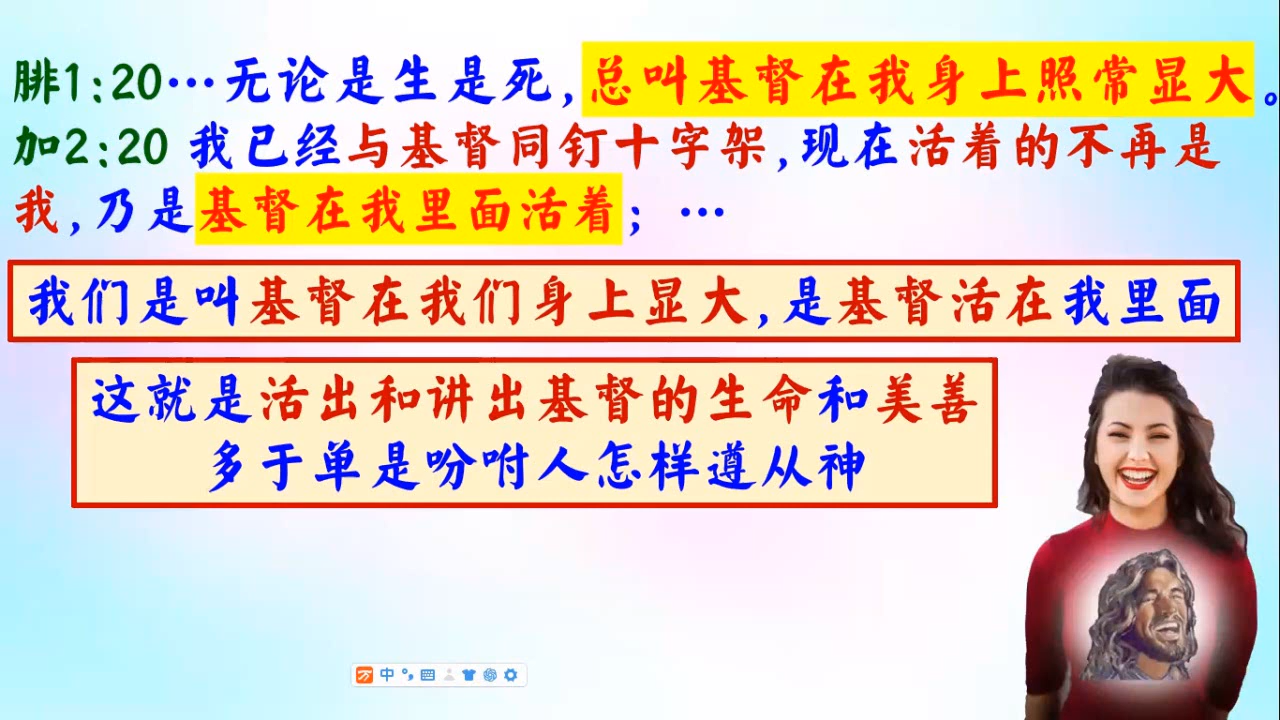 腓1:20…无论是生是死,总叫基督在我身上照常显大。
加2:20 我已经与基督同钉十字架,现在活着的不再是
我,乃是基督在我里面活着；…
我们是叫基督在我们身上显大,是基督活在我里面
这就是活出和讲出基督的生命和美善
多于单是吩咐人怎样遵从神
中